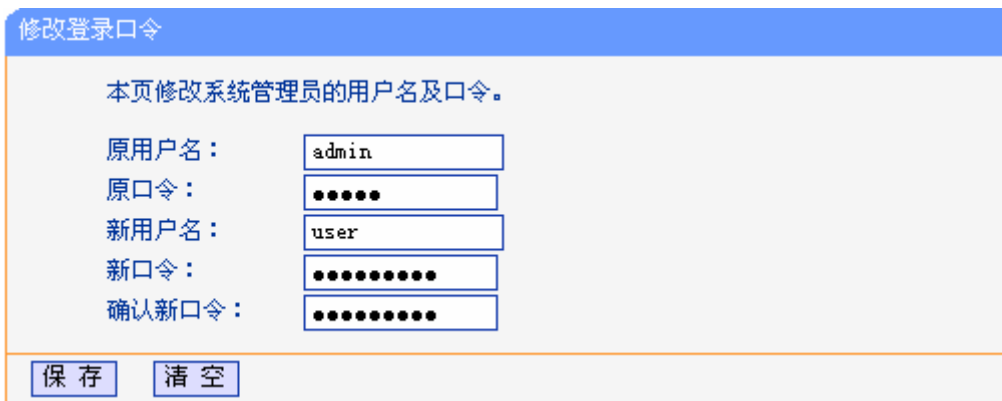 修改登录口令
本页修改系统管理员的用户名及口令。
原用户名： admin
原口令： ●●●●●
新用户名： user
新口令： ●●●●●●●●●
确认新口令： ●●●●●●●●●
保 存 清 空